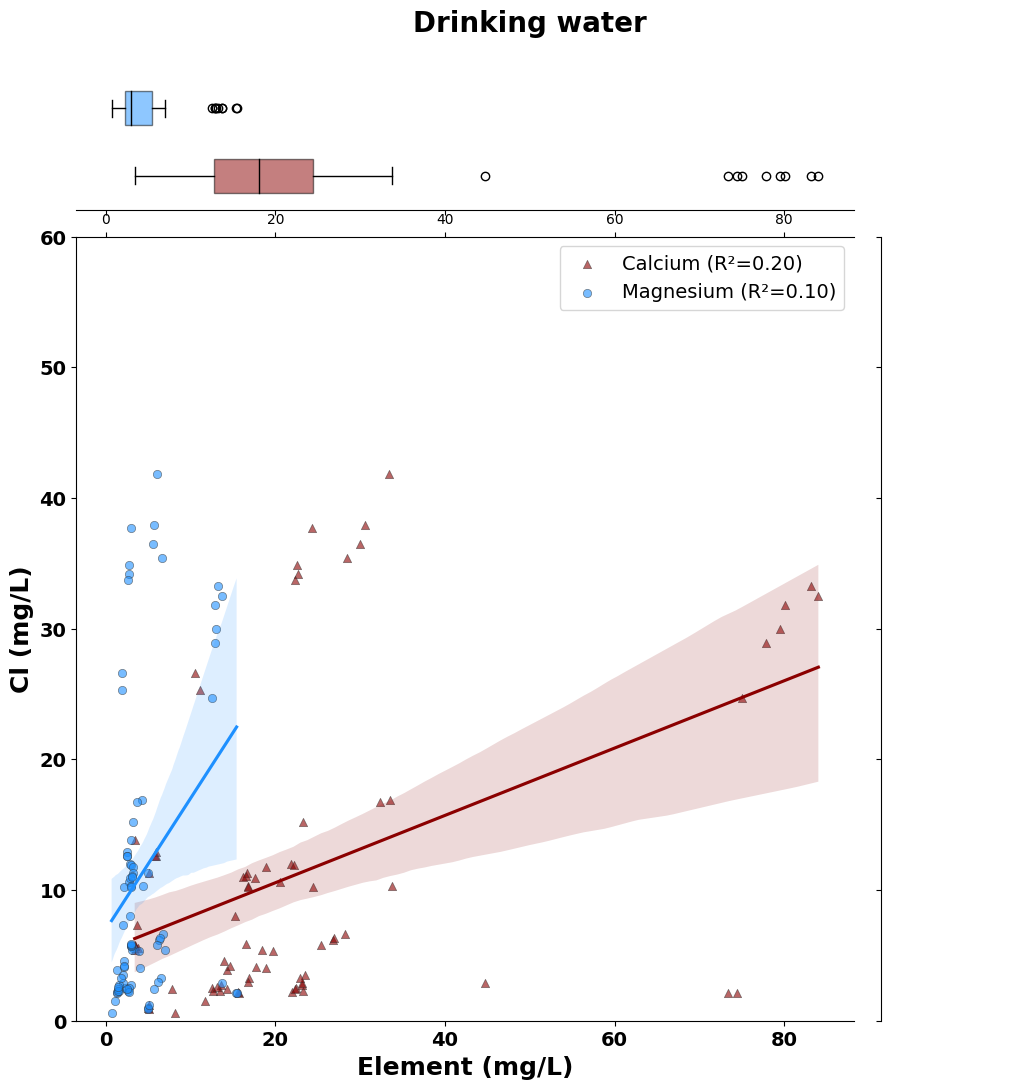 Drinking water
0 20 40 60 80
60
50
40
30
20
10
0
Cl (mg/L)
Calcium (R²=0.20)
Magnesium (R²=0.10)
0 20 40 60 80
Element (mg/L)